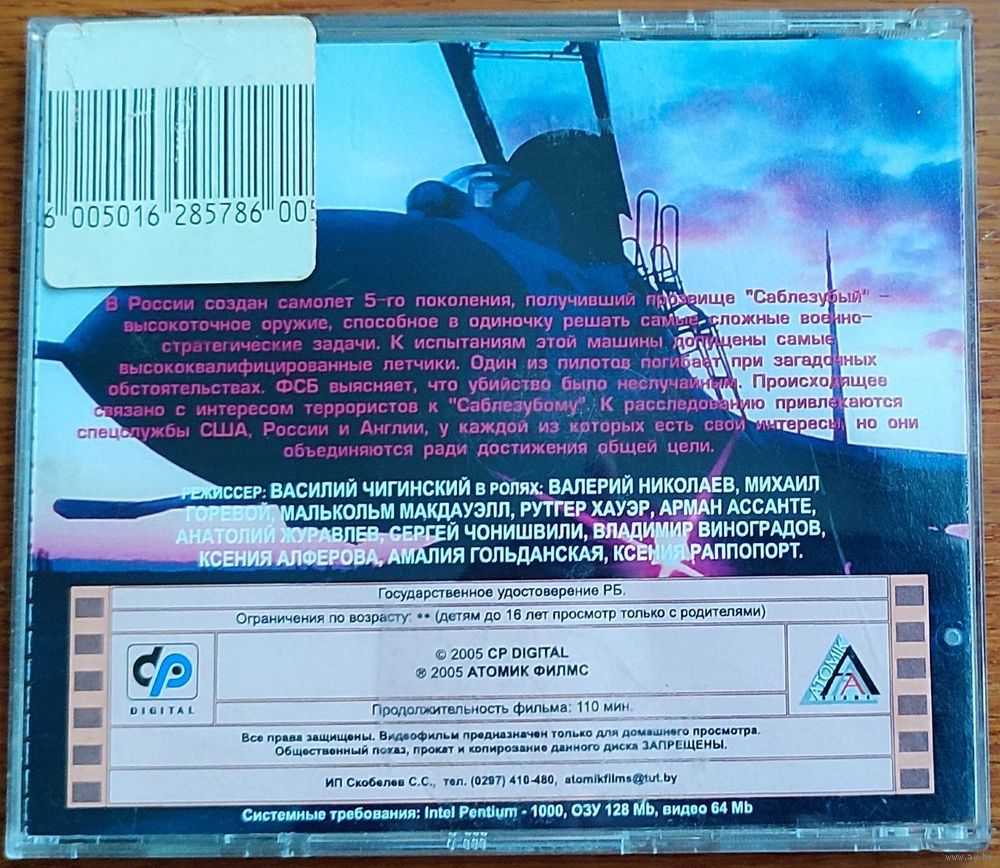 6 005016 285786 005
В России создан самолет 5-го поколения, получивший прозвище "Саблезубый" –
высокоточное оружие, способное в одиночку решать самые сложные военно-
стратегические задачи. К испытаниям этой машины допущены самые
высококвалифицированные летчики. Один из пилотов погибает при загадочных
обстоятельствах. ФСБ выясняет, что убийство было неслучайным. Происходящее
связано с интересом террористов к "Саблезубому". К расследованию привлекаются
спецслужбы США, России и Англии, у каждой из которых есть свои интересы, но они
объединяются ради достижения общей цели.
РЕЖИССЕР: ВАСИЛИЙ ЧИГИНСКИЙ В РОЛЯХ: ВАЛЕРИЙ НИКОЛАЕВ, МИХАИЛ
ГОРЕВОЙ, МАЛЬКОЛЬМ МАКДАУЭЛЛ, РУТГЕР ХАУЭР, АРМАН АССАНТЕ,
АНАТОЛИЙ ЖУРАВЛЕВ, СЕРГЕЙ ЧОНИШВИЛИ, ВЛАДИМИР ВИНОГРАДОВ,
КСЕНИЯ АЛФЕРОВА, АМАЛИЯ ГОЛЬДАНСКАЯ, КСЕНИЯ РАППОПОРТ.
Государственное удостоверение РБ.
Ограничения по возрасту: ** (детям до 16 лет просмотр только с родителями)
dp
DIGITAL
© 2005 CP DIGITAL
℗ 2005 АТОМИК ФИЛМС
ATOMIK
FA
FILMS
Продолжительность фильма: 110 мин.
Все права защищены. Видеофильм предназначен только для домашнего просмотра.
Общественный показ, прокат и копирование данного диска ЗАПРЕЩЕНЫ.
ИП Скобелев С.С., тел. (0297) 410-480, atomikfilms@tut.by
Системные требования: Intel Pentium - 1000, ОЗУ 128 Mb, видео 64 Mb
www.ay.by